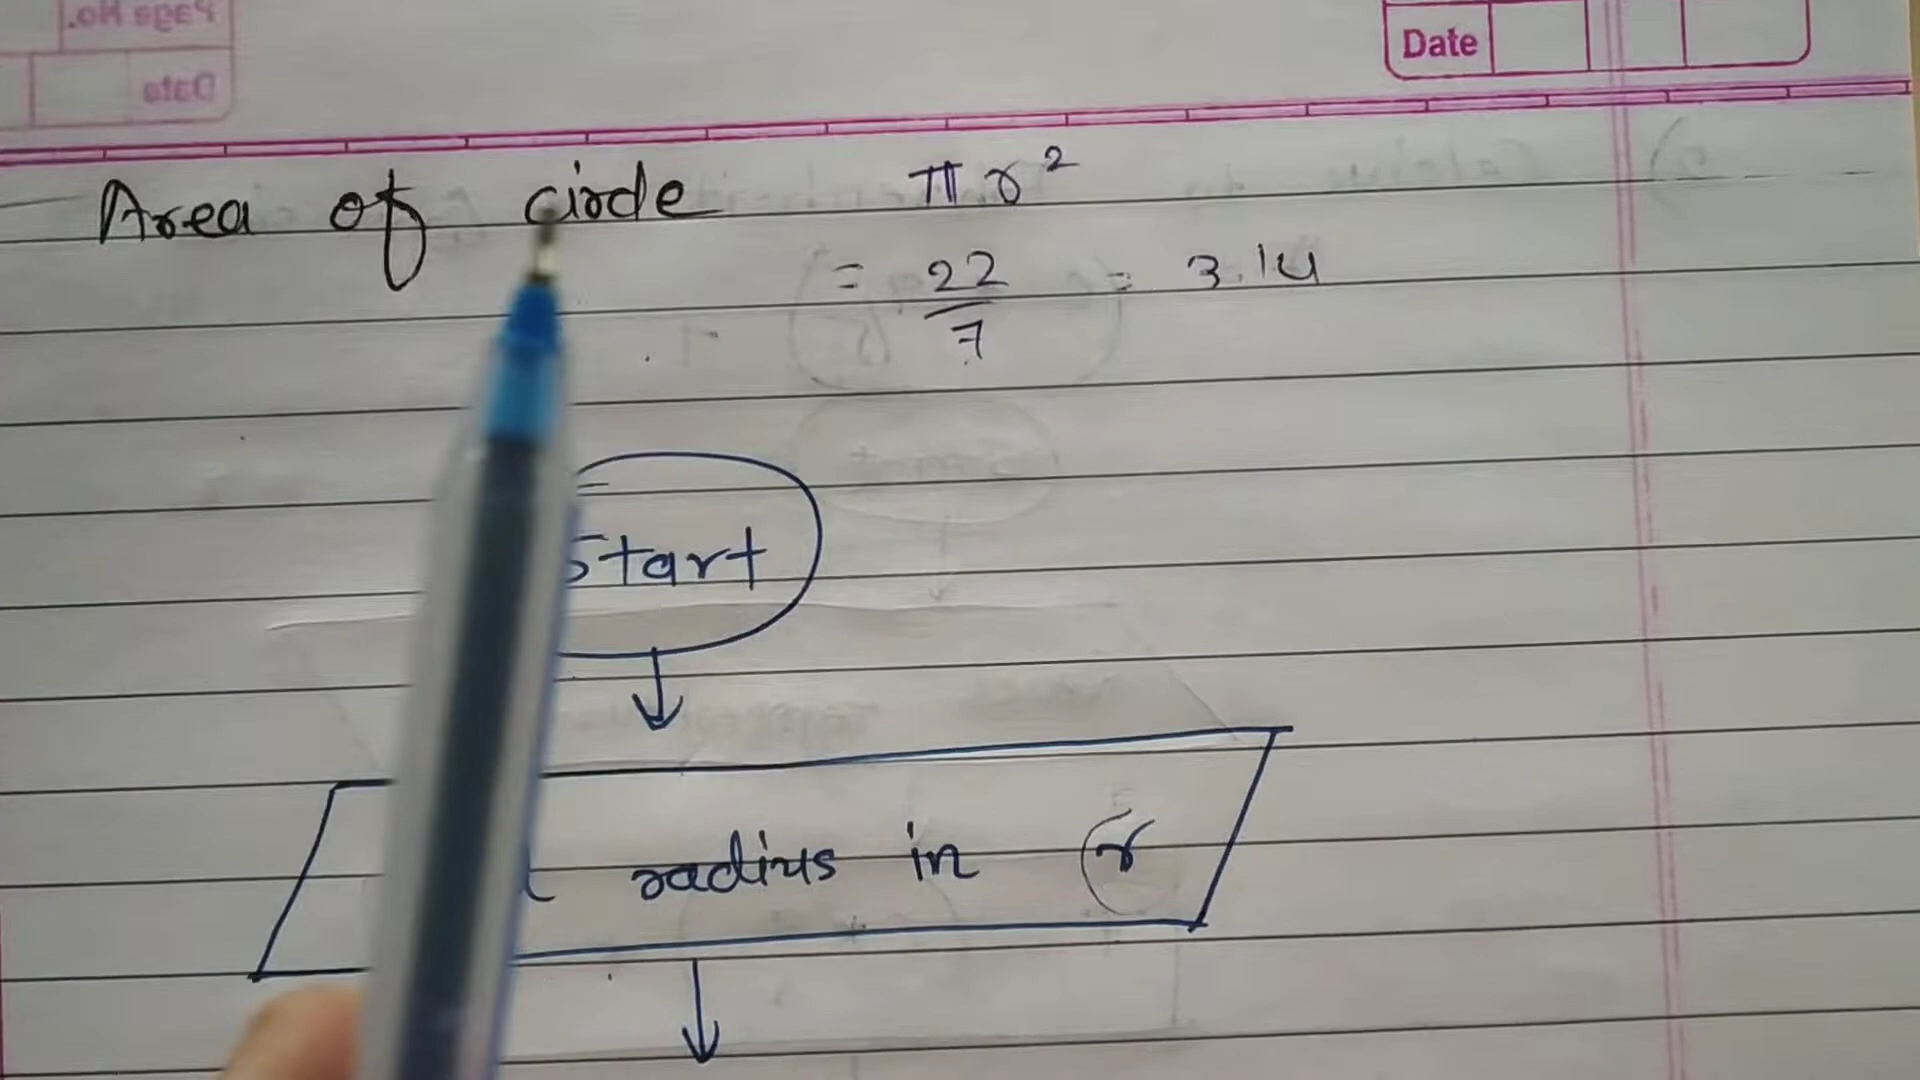 Page No.
Date
Date
Area of circle πr²
= 22/7 = 3.14
Start
radius in r